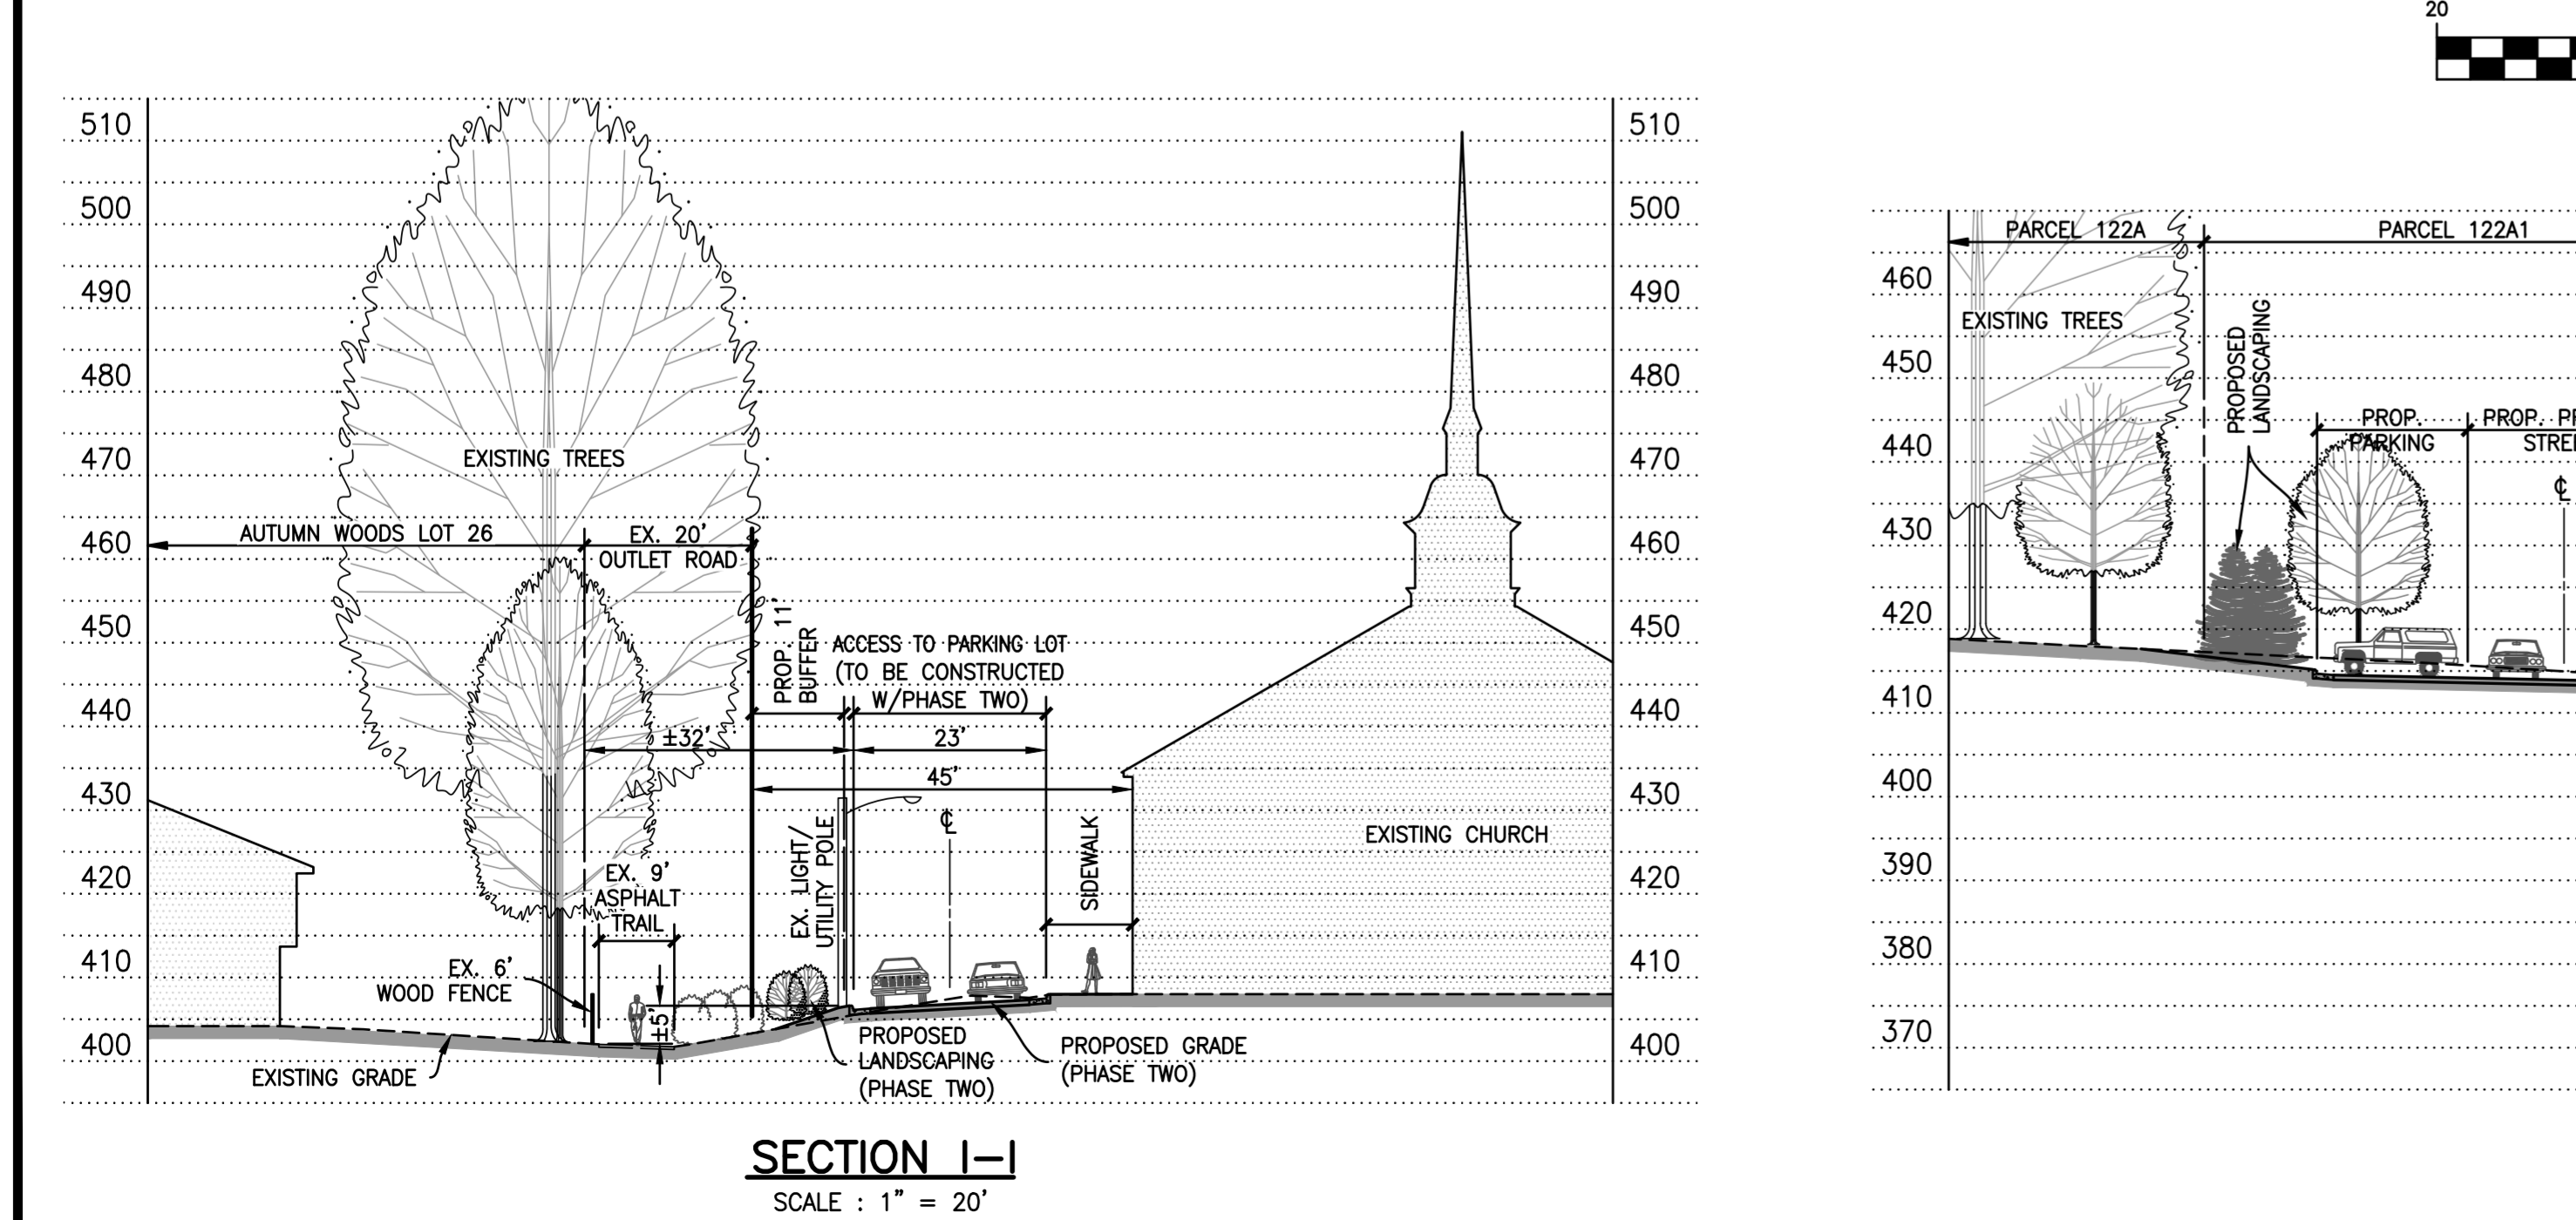 20
510
500
490
480
470
460
450
440
430
420
410
400
EXISTING TREES
AUTUMN WOODS LOT 26
EX. 20'
OUTLET ROAD
PROP. 11'
BUFFER
ACCESS TO PARKING LOT
(TO BE CONSTRUCTED
W/PHASE TWO)
±32'
23'
45'
EX. LIGHT/
UTILITY POLE
℄
SIDEWALK
EXISTING CHURCH
EX. 9'
ASPHALT
TRAIL
EX. 6'
WOOD FENCE
±5'
EXISTING GRADE
PROPOSED
LANDSCAPING
(PHASE TWO)
PROPOSED GRADE
(PHASE TWO)
510
500
490
480
470
460
450
440
430
420
410
400
SECTION I-I
SCALE : 1" = 20'
PARCEL 122A
PARCEL 122A1
460
450
440
430
420
410
400
390
380
370
EXISTING TREES
PROPOSED
LANDSCAPING
PROP.
PARKING
PROP.
℄